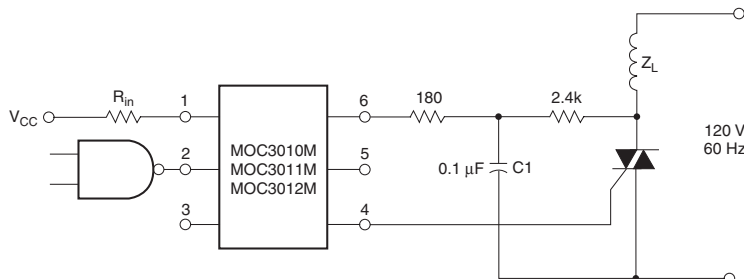 V_CC
R_in
1
2
3
MOC3010M
MOC3011M
MOC3012M
6
5
4
180
2.4k
0.1 µF
C1
Z_L
120 V
60 Hz